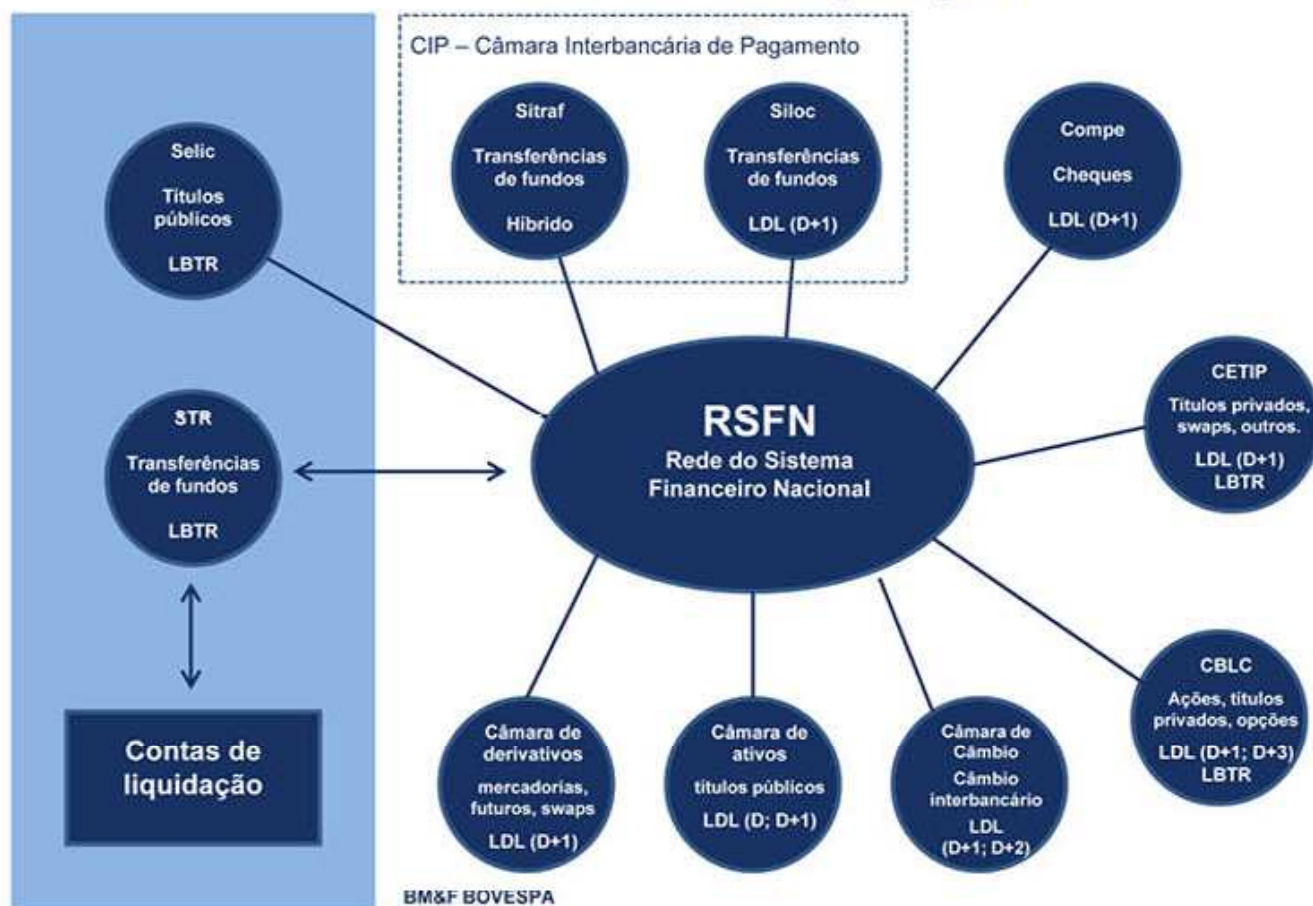 CIP – Câmara Interbancária de Pagamento
Selic
Títulos
públicos
LBTR
Sitraf
Transferências
de fundos
Híbrido
Siloc
Transferências
de fundos
LDL (D+1)
Compe
Cheques
LDL (D+1)
STR
Transferências
de fundos
LBTR
RSFN
Rede do Sistema
Financeiro Nacional
CETIP
Títulos privados,
swaps, outros.
LDL (D+1)
LBTR
Contas de
liquidação
Câmara de
derivativos
mercadorias,
futuros, swaps
LDL (D+1)
Câmara de
ativos
títulos públicos
LDL (D; D+1)
Câmara de
Câmbio
Câmbio
interbancário
LDL
(D+1; D+2)
CBLC
Ações, títulos
privados, opções
LDL (D+1; D+3)
LBTR
BM&F BOVESPA